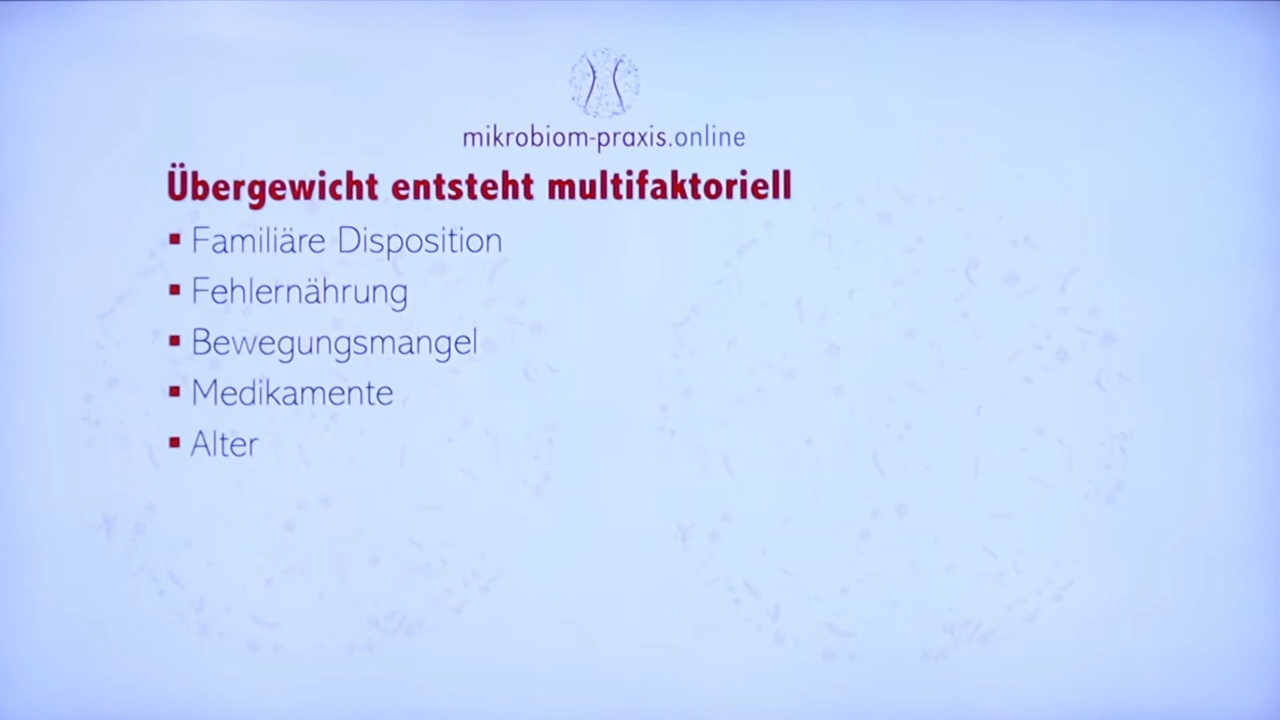 mikrobiom-praxis.online
Übergewicht entsteht multifaktoriell
Familiäre Disposition
Fehlernährung
Bewegungsmangel
Medikamente
Alter